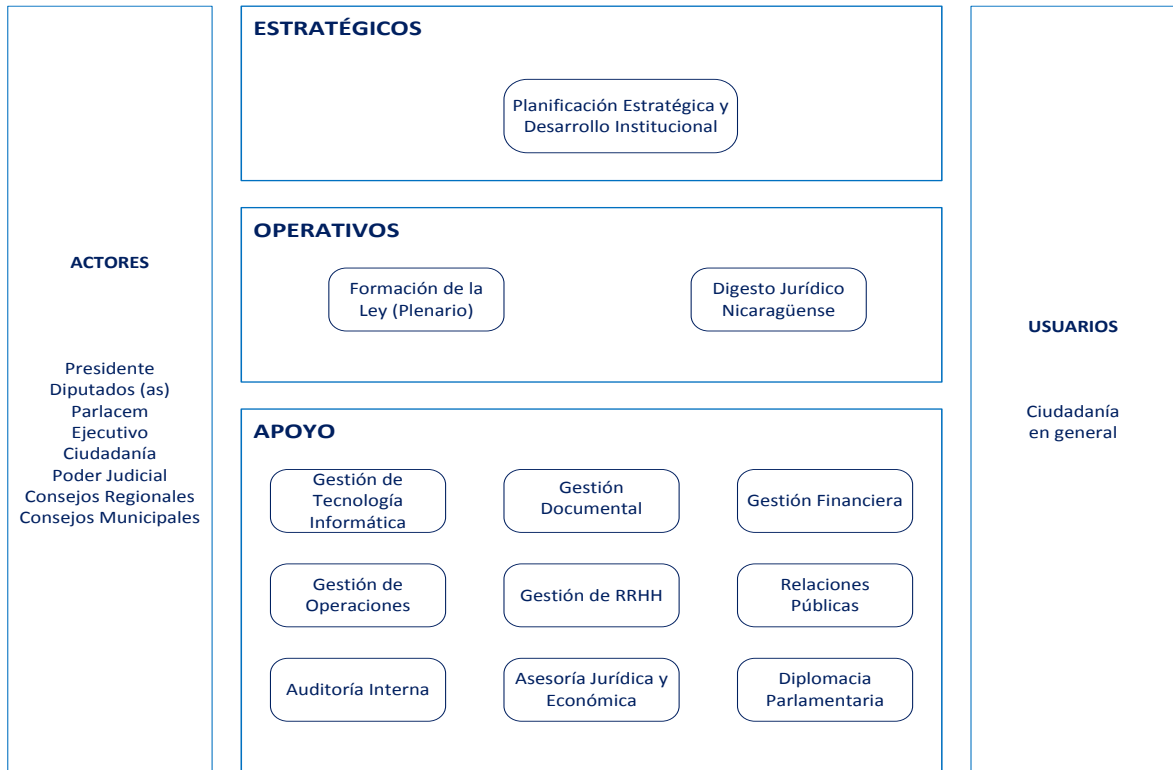 ACTORES
Presidente
Diputados (as)
Parlacem
Ejecutivo
Ciudadanía
Poder Judicial
Consejos Regionales
Consejos Municipales
ESTRATÉGICOS
Planificación Estratégica y
Desarrollo Institucional
OPERATIVOS
Formación de la
Ley (Plenario)
Digesto Jurídico
Nicaragüense
APOYO
Gestión de
Tecnología
Informática
Gestión
Documental
Gestión Financiera
Gestión de
Operaciones
Gestión de RRHH
Relaciones
Públicas
Auditoría Interna
Asesoría Jurídica y
Económica
Diplomacia
Parlamentaria
USUARIOS
Ciudadanía
en general